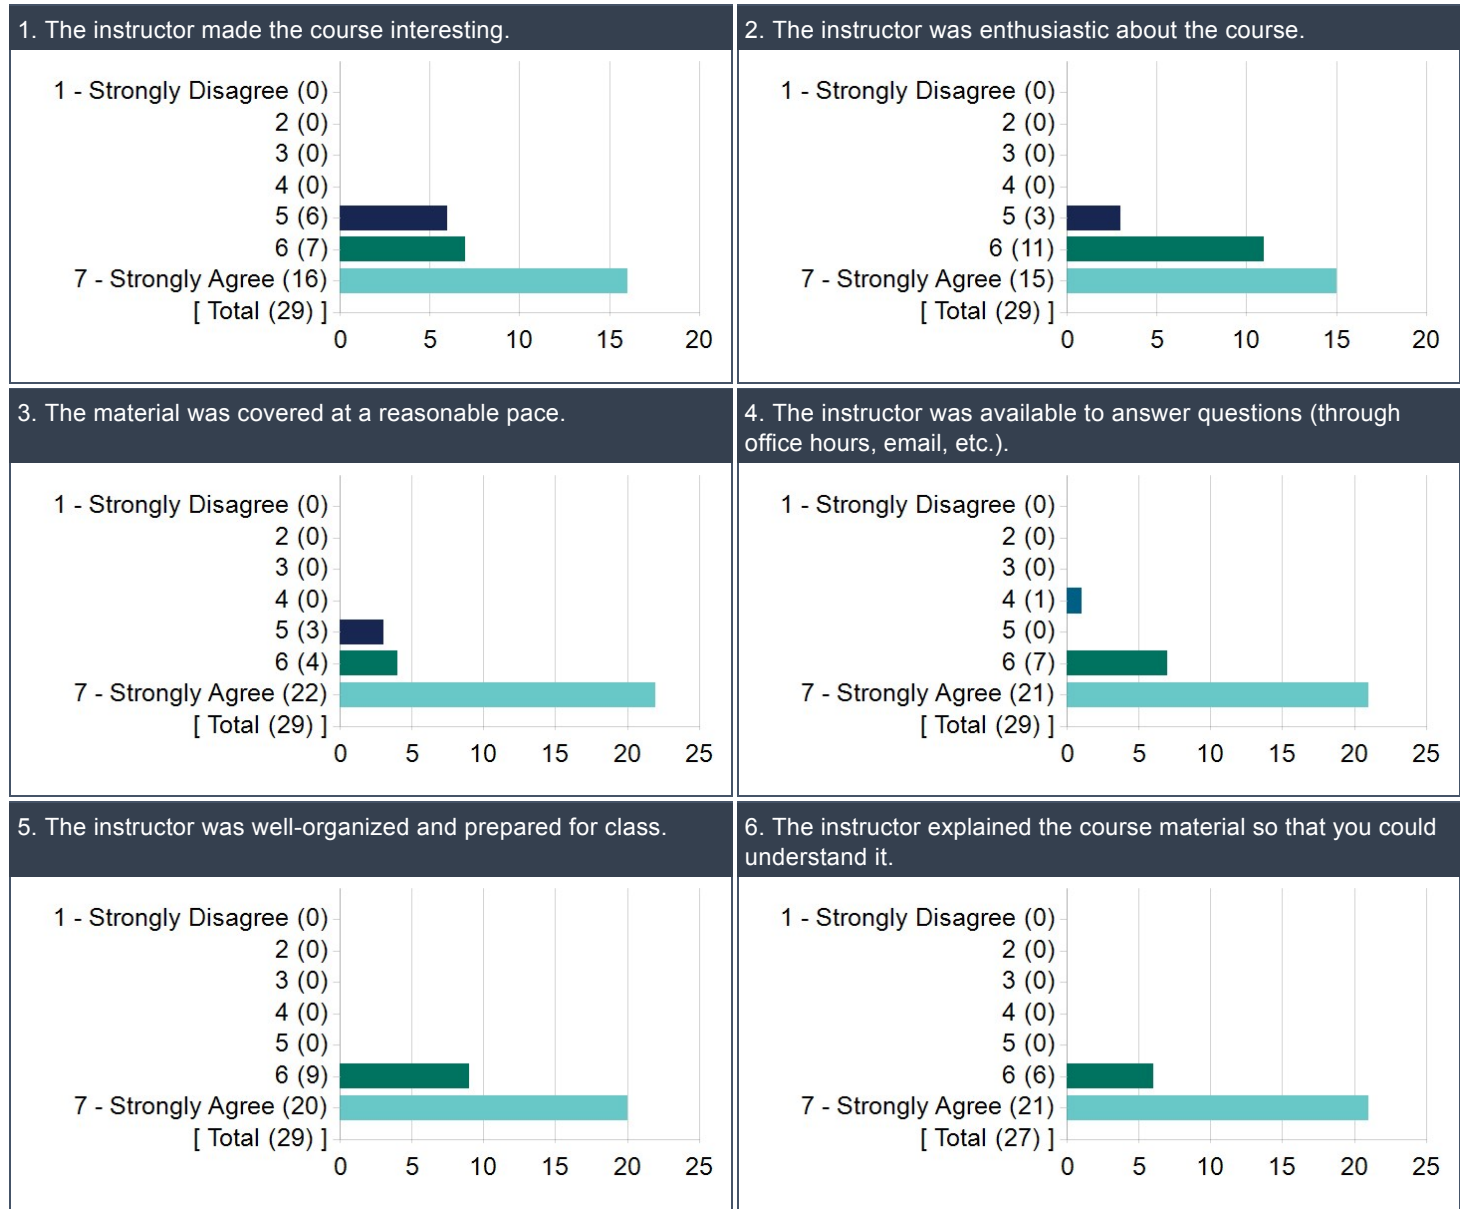 1. The instructor made the course interesting.
1 - Strongly Disagree (0)
2 (0)
3 (0)
4 (0)
5 (6)
6 (7)
7 - Strongly Agree (16)
[ Total (29) ]
0 5 10 15 20
2. The instructor was enthusiastic about the course.
1 - Strongly Disagree (0)
2 (0)
3 (0)
4 (0)
5 (3)
6 (11)
7 - Strongly Agree (15)
[ Total (29) ]
0 5 10 15 20
3. The material was covered at a reasonable pace.
1 - Strongly Disagree (0)
2 (0)
3 (0)
4 (0)
5 (3)
6 (4)
7 - Strongly Agree (22)
[ Total (29) ]
0 5 10 15 20 25
4. The instructor was available to answer questions (through
office hours, email, etc.).
1 - Strongly Disagree (0)
2 (0)
3 (0)
4 (1)
5 (0)
6 (7)
7 - Strongly Agree (21)
[ Total (29) ]
0 5 10 15 20 25
5. The instructor was well-organized and prepared for class.
1 - Strongly Disagree (0)
2 (0)
3 (0)
4 (0)
5 (0)
6 (9)
7 - Strongly Agree (20)
[ Total (29) ]
0 5 10 15 20 25
6. The instructor explained the course material so that you could
understand it.
1 - Strongly Disagree (0)
2 (0)
3 (0)
4 (0)
5 (0)
6 (6)
7 - Strongly Agree (21)
[ Total (27) ]
0 5 10 15 20 25